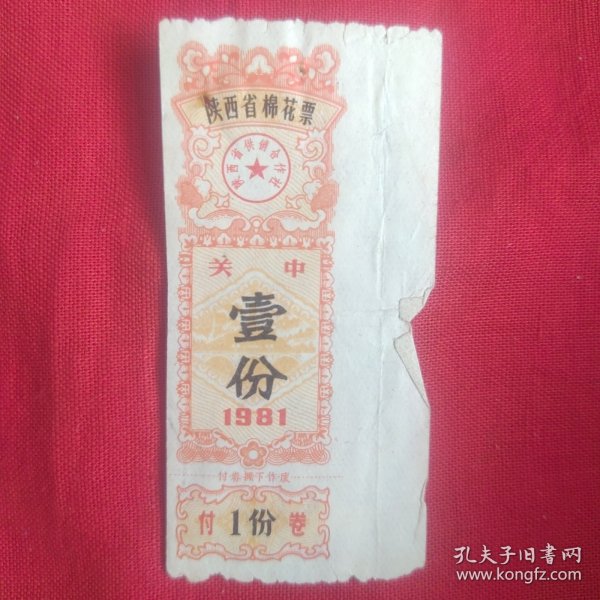 陕西省棉花票
陕西省供销合作社
关中
壹份
1981
付券撕下作废
付1份卷
孔夫子旧书网
www.kongfz.com